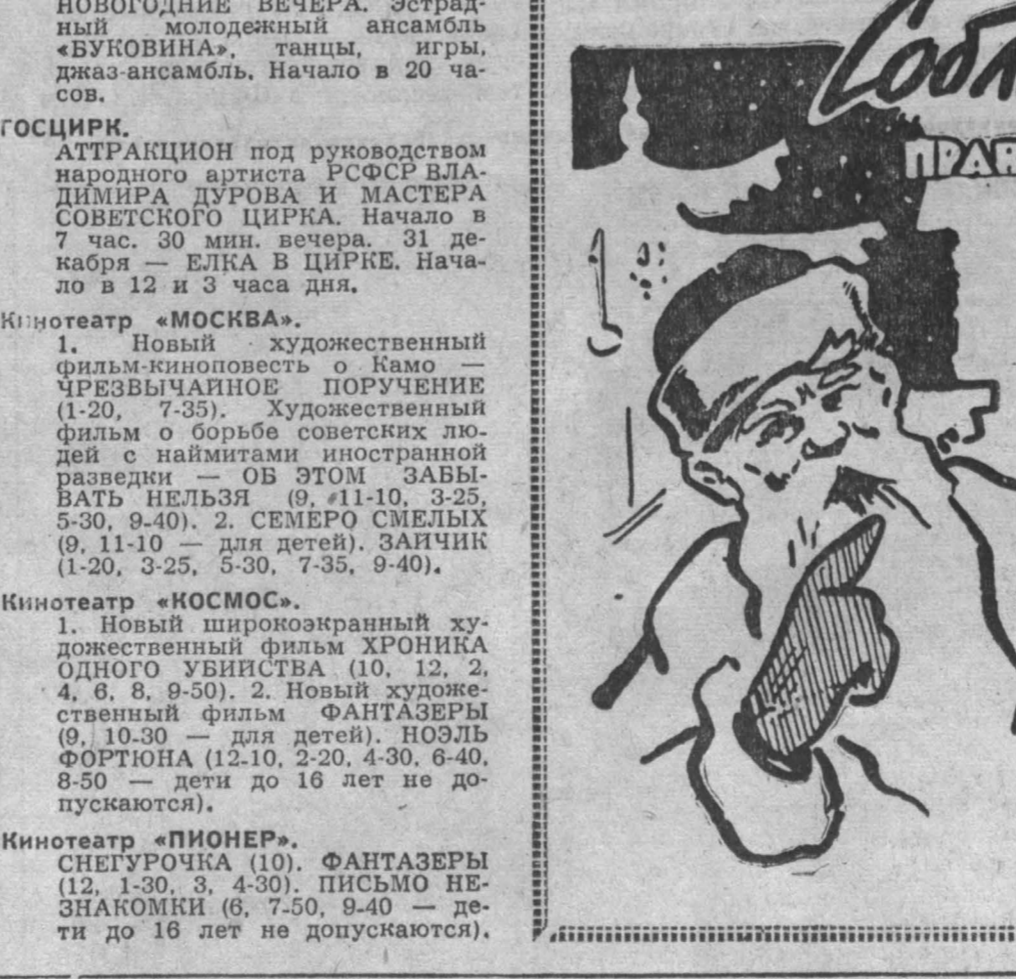 НОВОГОДНИЕ ВЕЧЕРА. Эстрад-
ный молодежный ансамбль
«БУКОВИНА», танцы, игры,
джаз-ансамбль. Начало в 20 ча-
сов.
ГОСЦИРК.
АТТРАКЦИОН под руководством
народного артиста РСФСР ВЛА-
ДИМИРА ДУРОВА И МАСТЕРА
СОВЕТСКОГО ЦИРКА. Начало в
7 час. 30 мин. вечера. 31 де-
кабря — ЕЛКА В ЦИРКЕ. Нача-
ло в 12 и 3 часа дня.
Кинотеатр «МОСКВА».
1. Новый художественный
фильм-киноповесть о Камо —
ЧРЕЗВЫЧАЙНОЕ ПОРУЧЕНИЕ
(1-20, 7-35). Художественный
фильм о борьбе советских лю-
дей с наймитами иностранной
разведки — ОБ ЭТОМ ЗАБЫ-
ВАТЬ НЕЛЬЗЯ (9, 11-10, 3-25,
5-30, 9-40). 2. СЕМЕРО СМЕЛЫХ
(9, 11-10 — для детей). ЗАЙЧИК
(1-20, 3-25, 5-30, 7-35, 9-40).
Кинотеатр «КОСМОС».
1. Новый широкоэкранный ху-
дожественный фильм ХРОНИКА
ОДНОГО УБИЙСТВА (10, 12, 2,
4, 6, 8, 9-50). 2. Новый художе-
ственный фильм ФАНТАЗЕРЫ
(9, 10-30 — для детей). НОЭЛЬ
ФОРТЮНА (12-10, 2-20, 4-30, 6-40,
8-50 — дети до 16 лет не до-
пускаются).
Кинотеатр «ПИОНЕР».
СНЕГУРОЧКА (10). ФАНТАЗЕРЫ
(12, 1-30, 3, 4-30). ПИСЬМО НЕ-
ЗНАКОМКИ (6, 7-50, 9-40 — де-
ти до 16 лет не допускаются).
Собл
ПРАН